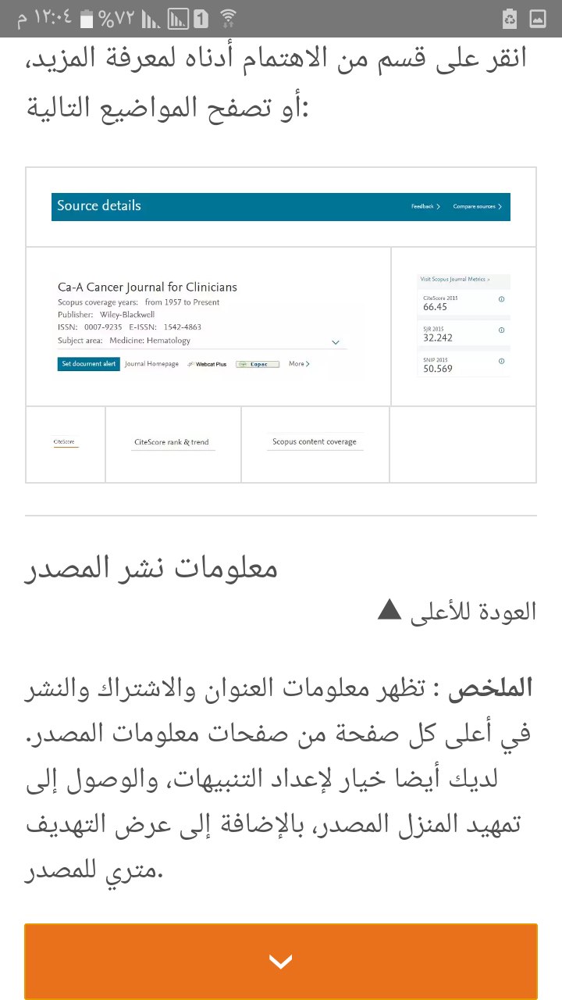 ١٢:٠٤ م %٧٢ 1
انقر على قسم من الاهتمام أدناه لمعرفة المزيد،
أو تصفح المواضيع التالية:
Source details Feedback Compare sources
Ca-A Cancer Journal for Clinicians
Scopus coverage years: from 1957 to Present
Publisher: Wiley-Blackwell
ISSN: 0007-9235 E-ISSN: 1542-4863
Subject area: Medicine: Hematology
Set document alert Journal Homepage Webcat Plus Copac More
Visit Scopus Journal Metrics
CiteScore 2015
66.45
SJR 2015
32.242
SNIP 2015
50.569
CiteScore CiteScore rank & trend Scopus content coverage
معلومات نشر المصدر
العودة للأعلى ▲
الملخص : تظهر معلومات العنوان والاشتراك والنشر
في أعلى كل صفحة من صفحات معلومات المصدر.
لديك أيضا خيار لإعداد التنبيهات، والوصول إلى
تمهيد المنزل المصدر، بالإضافة إلى عرض التهديف
متري للمصدر.